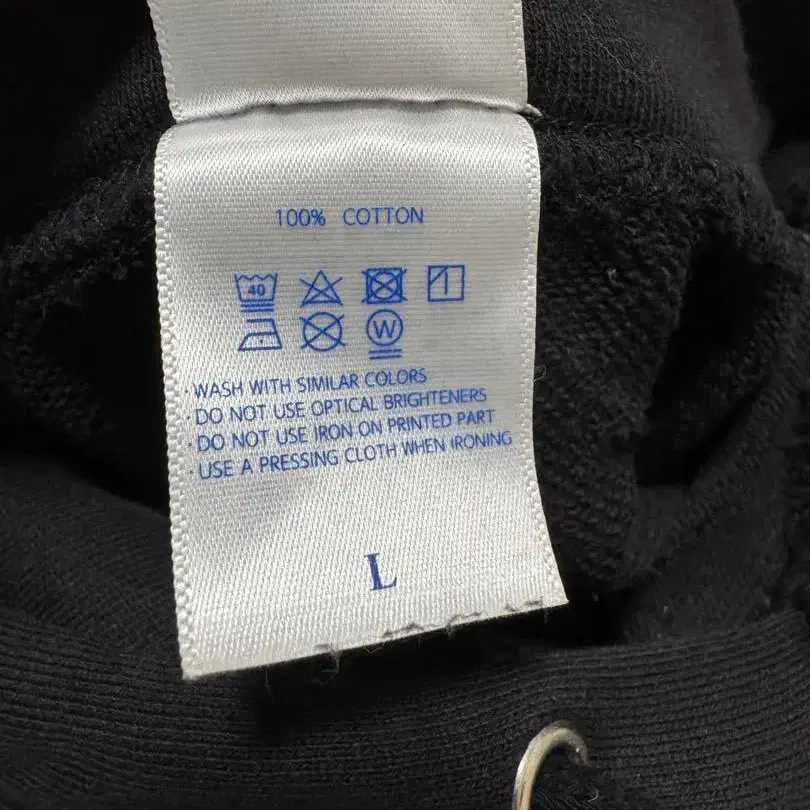 100% COTTON
40
W
· WASH WITH SIMILAR COLORS
· DO NOT USE OPTICAL BRIGHTENERS
· DO NOT USE IRON ON PRINTED PART
· USE A PRESSING CLOTH WHEN IRONING
L